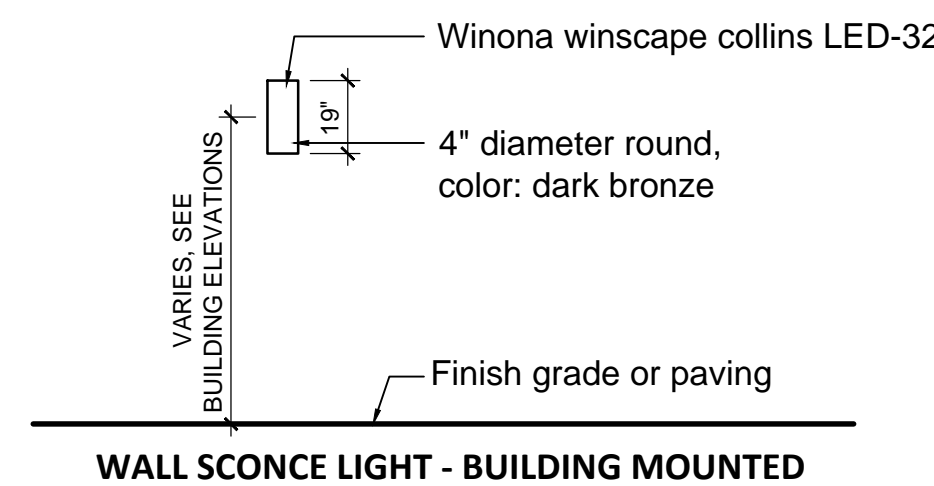 Winona winscape collins LED-32
19"
4" diameter round,
color: dark bronze
VARIES, SEE
BUILDING ELEVATIONS
Finish grade or paving
WALL SCONCE LIGHT - BUILDING MOUNTED